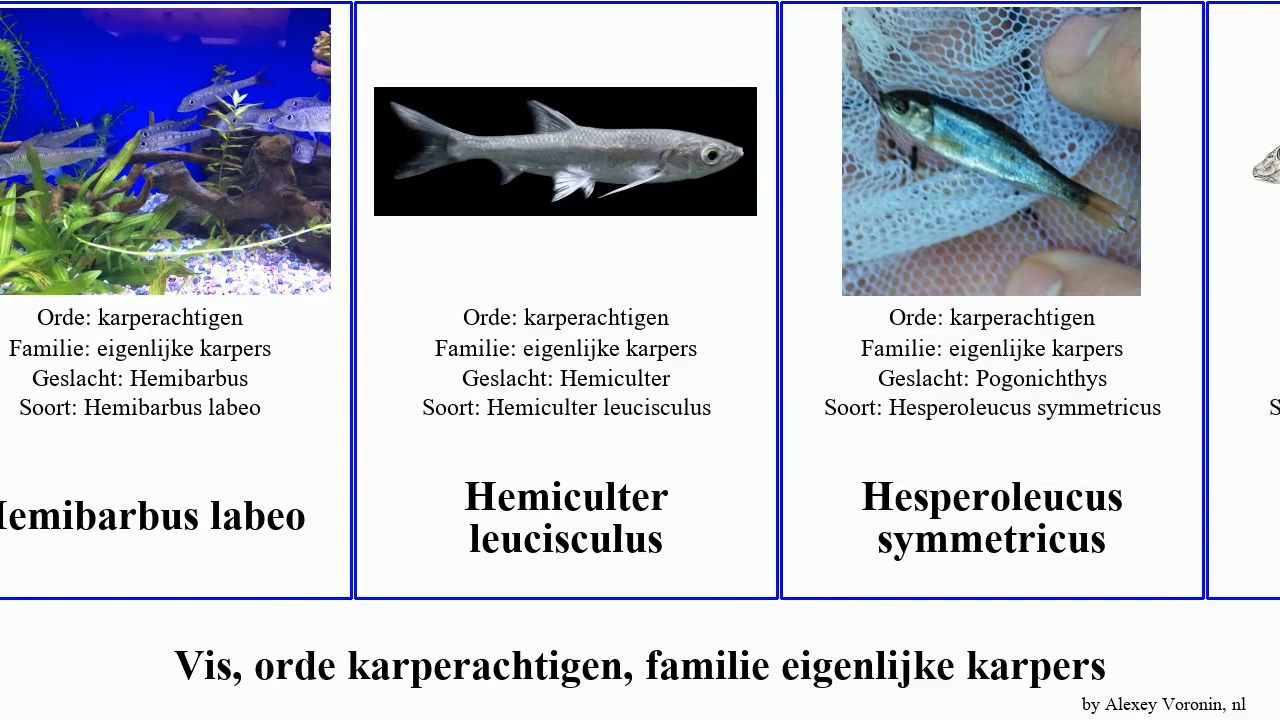 Orde: karperachtigen
Familie: eigenlijke karpers
Geslacht: Hemibarbus
Soort: Hemibarbus labeo
Hemibarbus labeo
Orde: karperachtigen
Familie: eigenlijke karpers
Geslacht: Hemiculter
Soort: Hemiculter leucisculus
Hemiculter
leucisculus
Orde: karperachtigen
Familie: eigenlijke karpers
Geslacht: Pogonichthys
Soort: Hesperoleucus symmetricus
Hesperoleucus
symmetricus
S
Vis, orde karperachtigen, familie eigenlijke karpers
by Alexey Voronin, nl